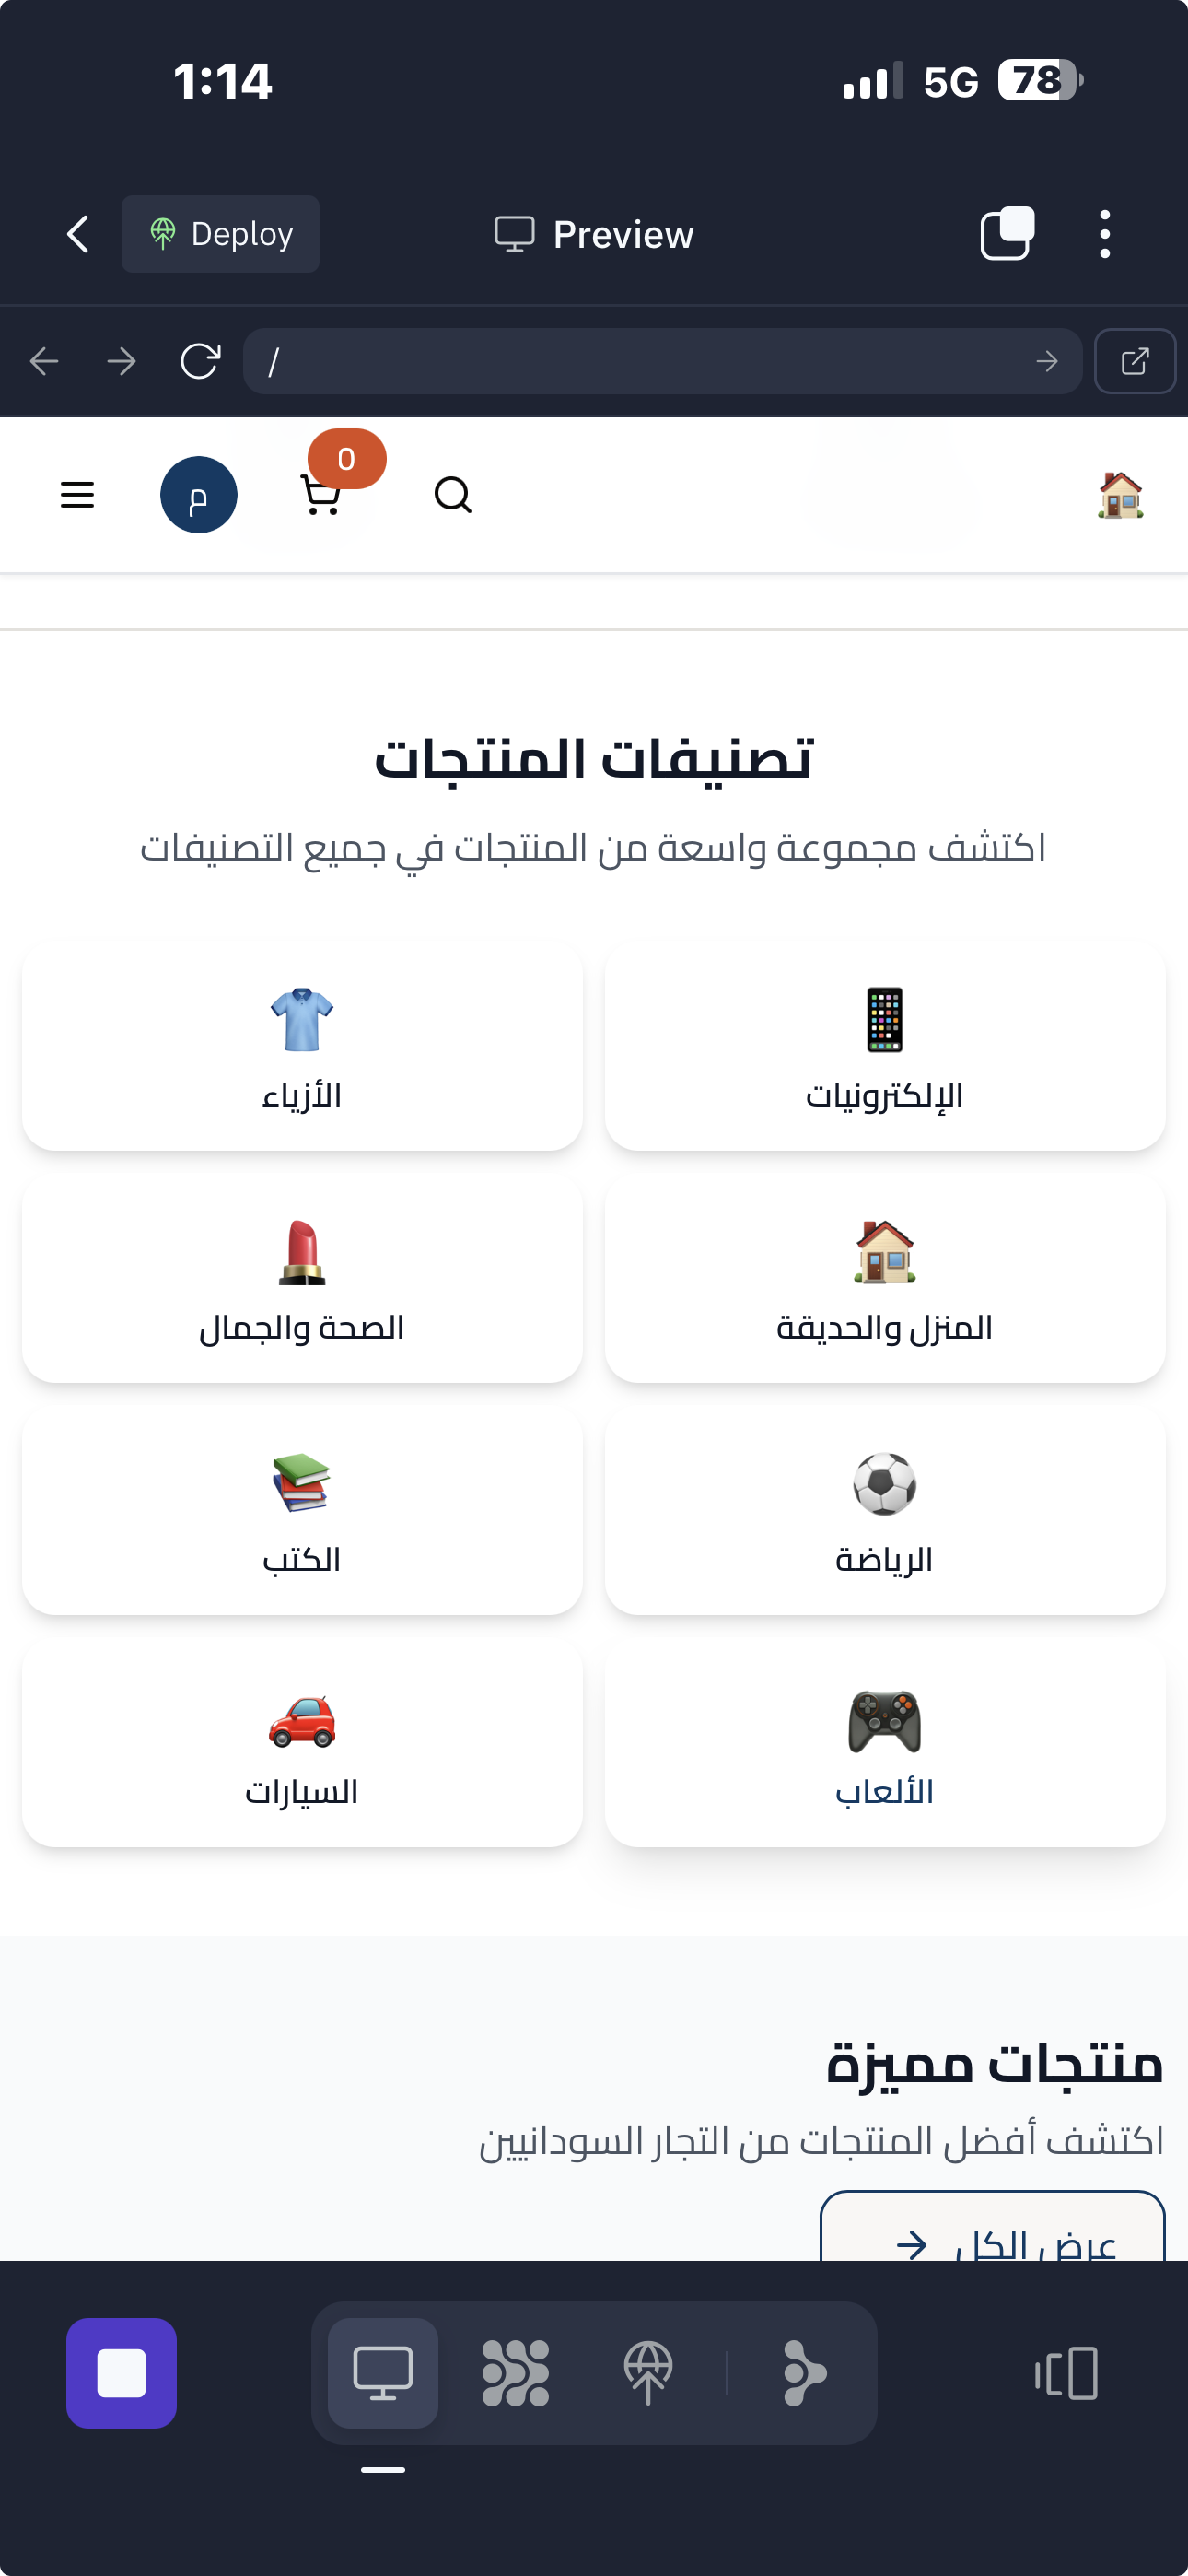 1:14
5G
78
Deploy
Preview
/
م
0
تصنيفات المنتجات
اكتشف مجموعة واسعة من المنتجات في جميع التصنيفات
الإلكترونيات
الأزياء
المنزل والحديقة
الصحة والجمال
الرياضة
الكتب
الألعاب
السيارات
منتجات مميزة
اكتشف أفضل المنتجات من التجار السودانيين
عرض الكل